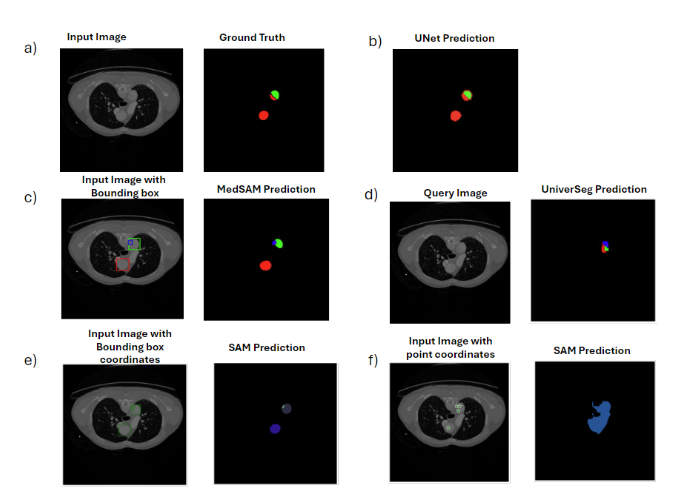 a)
Input Image
Ground Truth
b)
UNet Prediction
c)
Input Image with
Bounding box
MedSAM Prediction
d)
Query Image
UniverSeg Prediction
e)
Input Image with
Bounding box
coordinates
SAM Prediction
f)
Input Image with
point coordinates
SAM Prediction